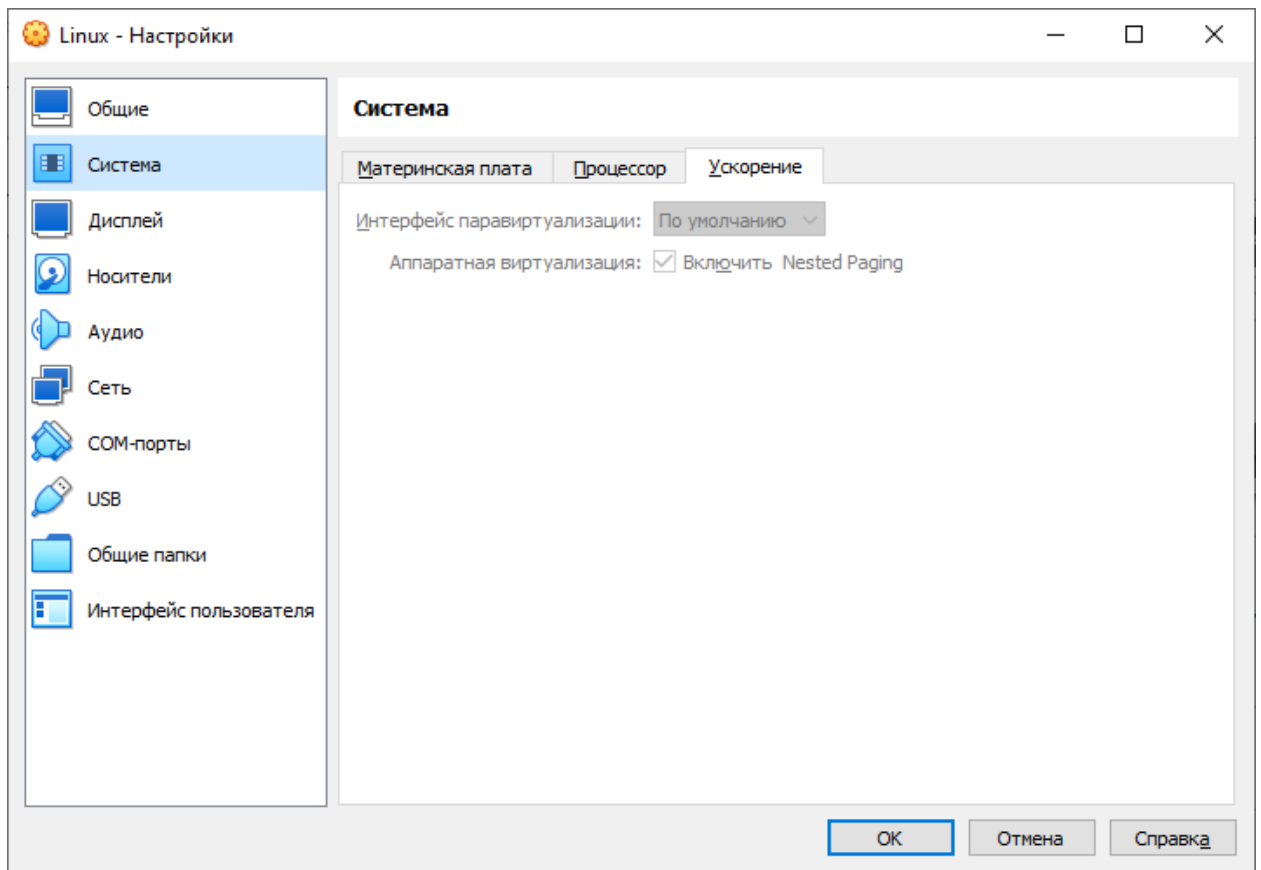 Linux - Настройки
Общие
Система
Дисплей
Носители
Аудио
Сеть
COM-порты
USB
Общие папки
Интерфейс пользователя
Система
Материнская плата Процессор Ускорение
Интерфейс паравиртуализации: По умолчанию
Аппаратная виртуализация: Включить Nested Paging
OK Отмена Справка